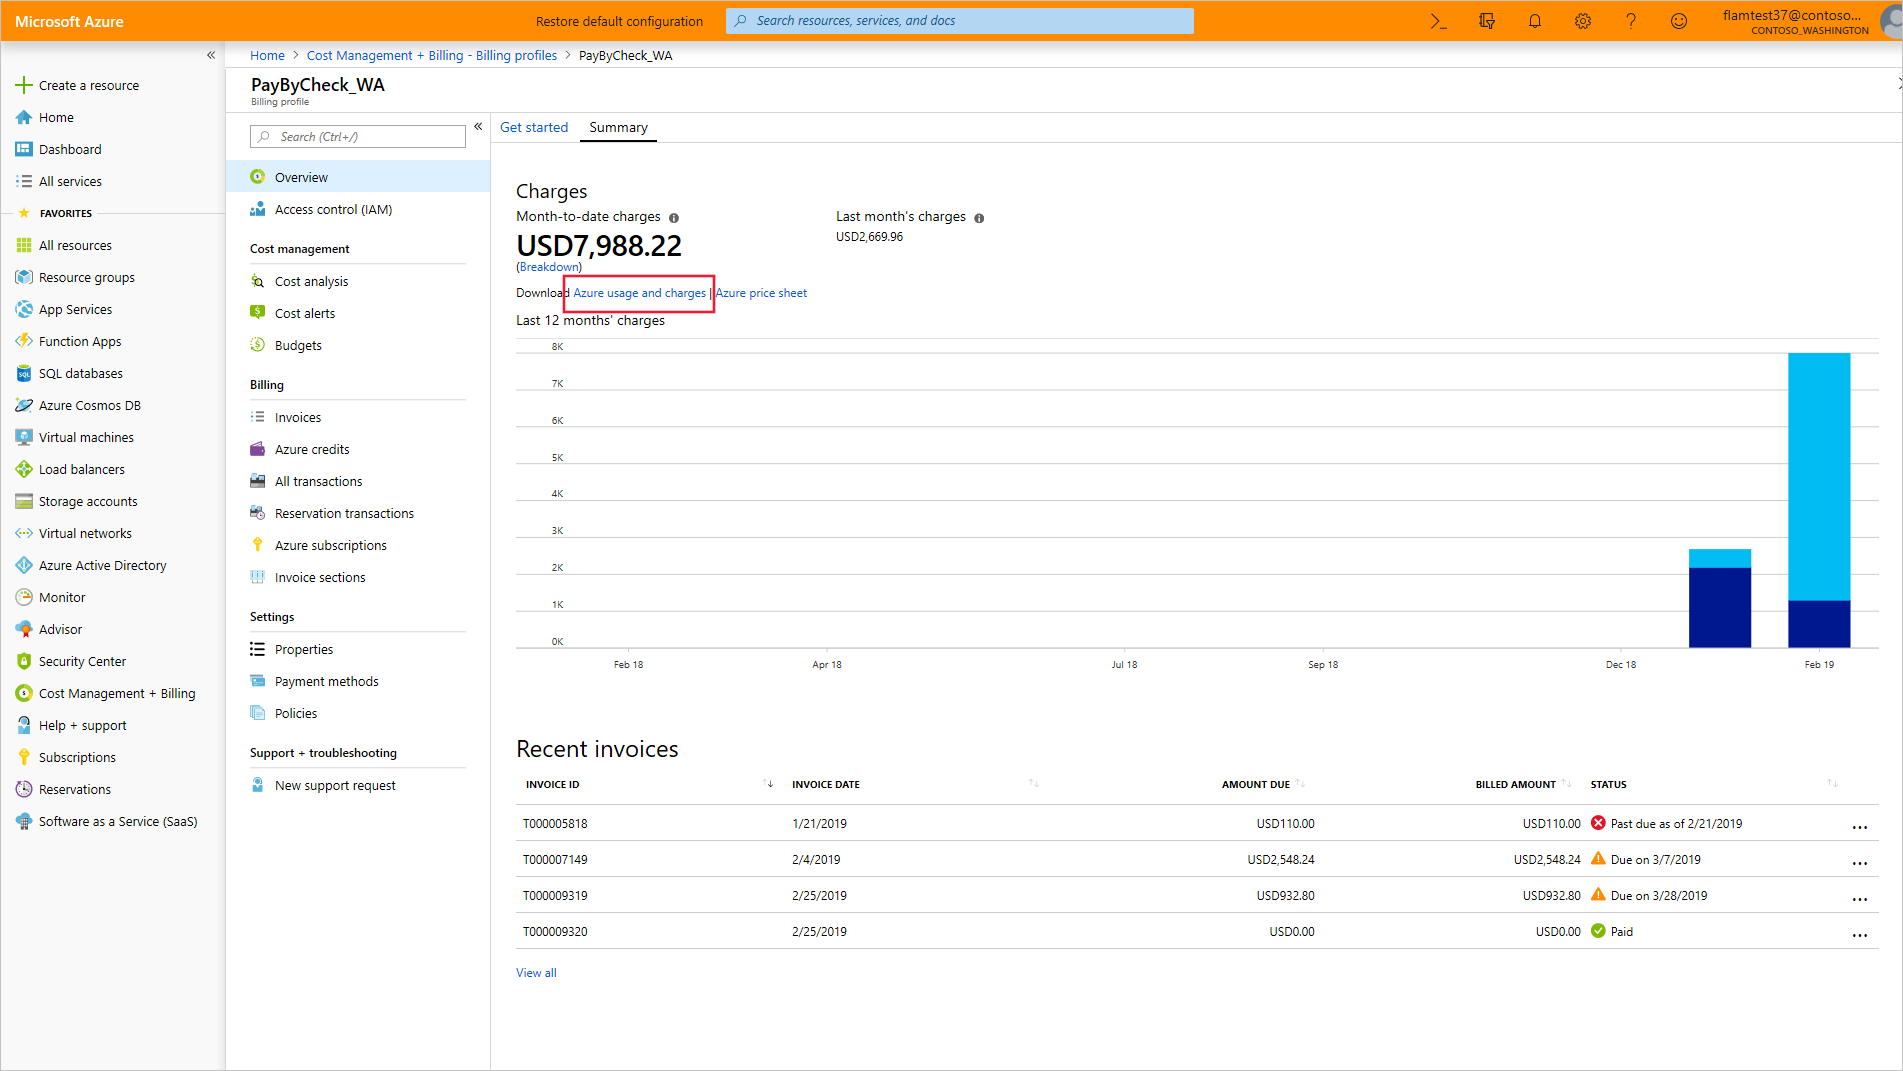 Microsoft Azure
Restore default configuration
Search resources, services, and docs
flamtest37@contoso...
CONTOSO_WASHINGTON
Home > Cost Management + Billing - Billing profiles > PayByCheck_WA
PayByCheck_WA
Billing profile
Create a resource
Home
Dashboard
All services
FAVORITES
All resources
Resource groups
App Services
Function Apps
SQL databases
Azure Cosmos DB
Virtual machines
Load balancers
Storage accounts
Virtual networks
Azure Active Directory
Monitor
Advisor
Security Center
Cost Management + Billing
Help + support
Subscriptions
Reservations
Software as a Service (SaaS)
Search (Ctrl+/)
Overview
Access control (IAM)
Cost management
Cost analysis
Cost alerts
Budgets
Billing
Invoices
Azure credits
All transactions
Reservation transactions
Azure subscriptions
Invoice sections
Settings
Properties
Payment methods
Policies
Support + troubleshooting
New support request
Get started Summary
Charges
Month-to-date charges
USD7,988.22
(Breakdown)
Last month's charges
USD2,669.96
Download Azure usage and charges | Azure price sheet
Last 12 months' charges
8K
7K
6K
5K
4K
3K
2K
1K
0K
Feb 18 Apr 18 Jul 18 Sep 18 Dec 18 Feb 19
Recent invoices
INVOICE ID INVOICE DATE AMOUNT DUE BILLED AMOUNT STATUS
T000005818 1/21/2019 USD110.00 USD110.00 Past due as of 2/21/2019 ...
T000007149 2/4/2019 USD2,548.24 USD2,548.24 Due on 3/7/2019 ...
T000009319 2/25/2019 USD932.80 USD932.80 Due on 3/28/2019 ...
T000009320 2/25/2019 USD0.00 USD0.00 Paid ...
View all